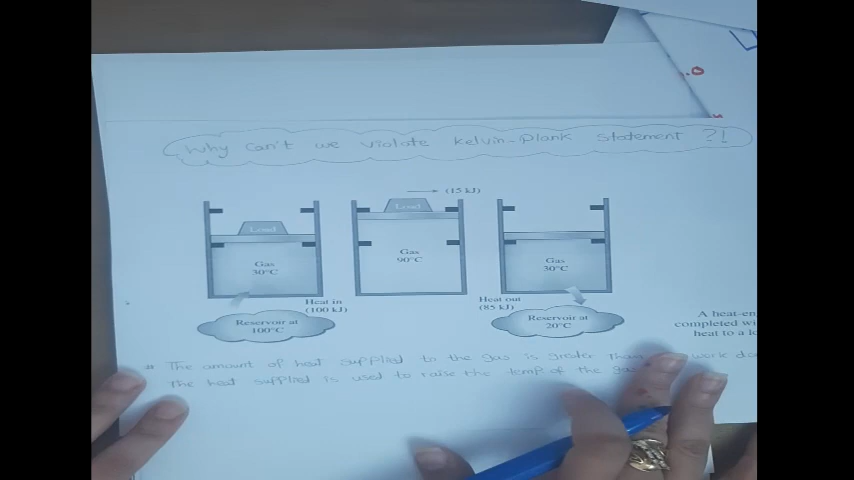 Why can't we violate kelvin-Plank Statement ?!
(15 kJ)
Load
Load
Gas
30°C
Gas
90°C
Gas
30°C
Heat in
(100 kJ)
Reservoir at
100°C
Heat out
(85 kJ)
Reservoir at
20°C
A heat-en
completed wi
heat to a lo
The amount of heat supplied to the gas is greater than work do
The heat supplied is used to raise the temp. of the gas